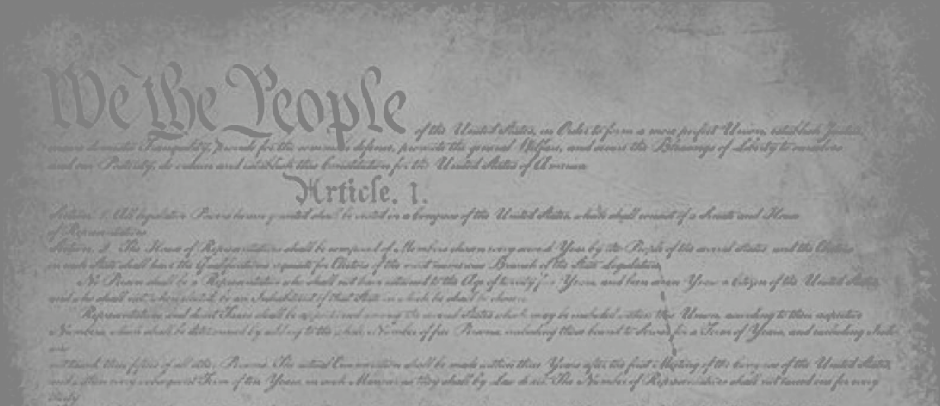 We the People of the United States, in Order to form a more perfect Union, establish Justice,
domestic Tranquility, provide for the common defence, promote the general Welfare, and secure the Blessings of Liberty to ourselves
and our Posterity, do ordain and establish this Constitution for the United States of America
Article. I.
Section. 1. All legislative Powers herein granted shall be vested in a Congress of the United States, which shall consist of a Senate and House
of Representatives.
Section. 2. The House of Representatives shall be composed of Members chosen every second Year by the People of the several States, and the Electors
in each State shall have the Qualifications requisite for Electors of the most numerous Branch of the State Legislature
No Person shall be a Representative who shall not have attained to the Age of twenty five Years, and been seven Years a Citizen of the United States
and who shall not, when elected, be an Inhabitant of that State in which he shall be chosen.
Representatives and direct Taxes shall be apportioned among the several States which may be included within this Union, according to their respective
Numbers, which shall be determined by adding to the whole Number of free Persons, including those bound to Service for a Term of Years, and excluding
not taxed, three fifths of all other Persons. The actual Enumeration shall be made within three Years after the first Meeting of the Congress of the United States,
and within every subsequent Term of ten Years, in such Manner as they shall by Law direct. The Number of Representatives shall not exceed one for every